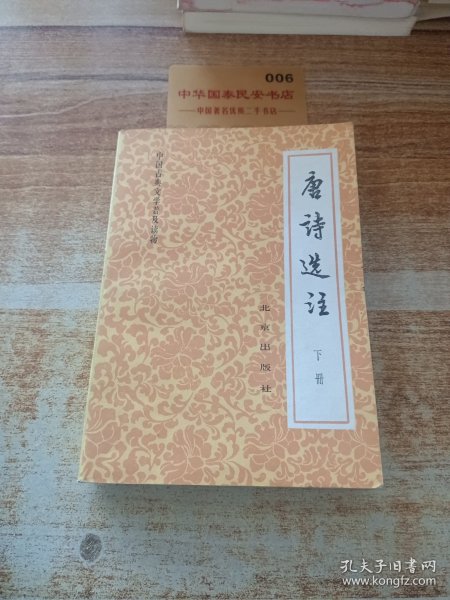 006
中华国泰民安书店
中国著名优质二手书店
中国古典文学普及读物
唐诗选注
下册
北京出版社
孔夫子旧书网
www.kongfz.com